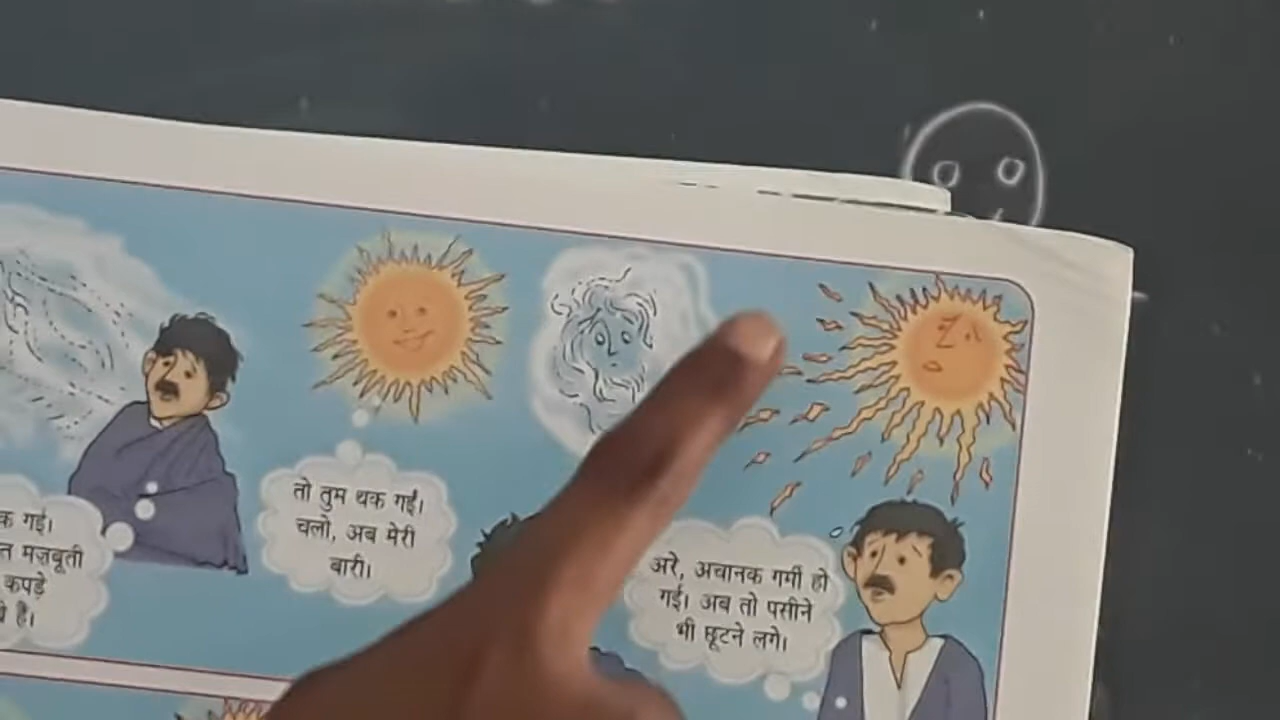 गई।
मज़बूती
कपड़े
हैं।
तो तुम थक गईं।
चलो, अब मेरी
बारी।
अरे, अचानक गर्मी हो
गई। अब तो पसीने
भी छूटने लगे।